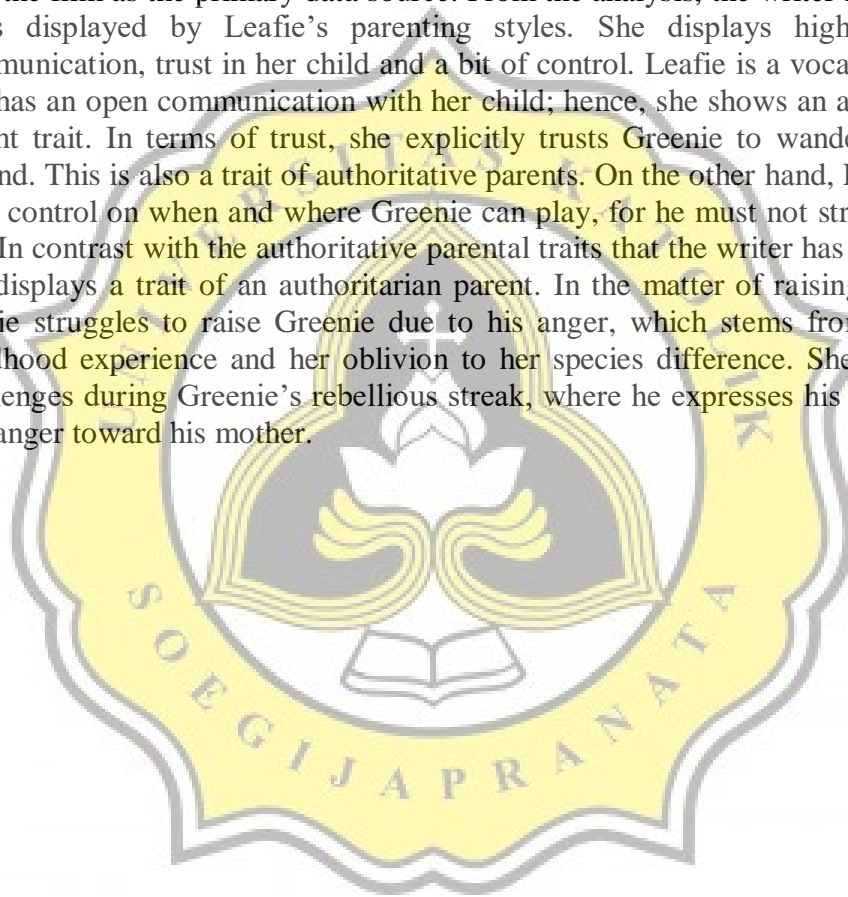 the film as the primary data source. From the analysis, the writer
s displayed by Leafie’s parenting styles. She displays high
munication, trust in her child and a bit of control. Leafie is a
has an open communication with her child; hence, she shows an
nt trait. In terms of trust, she explicitly trusts Greenie to
nd. This is also a trait of authoritative parents. On the other hand,
control on when and where Greenie can play, for he must not
In contrast with the authoritative parental traits that the writer has
displays a trait of an authoritarian parent. In the matter of raising
ie struggles to raise Greenie due to his anger, which stems
dhood experience and her oblivion to her species difference. She
enges during Greenie’s rebellious streak, where he expresses his
anger toward his mother.
UNIVERSITAS KATOLIK
SOEGIJAPRANATA